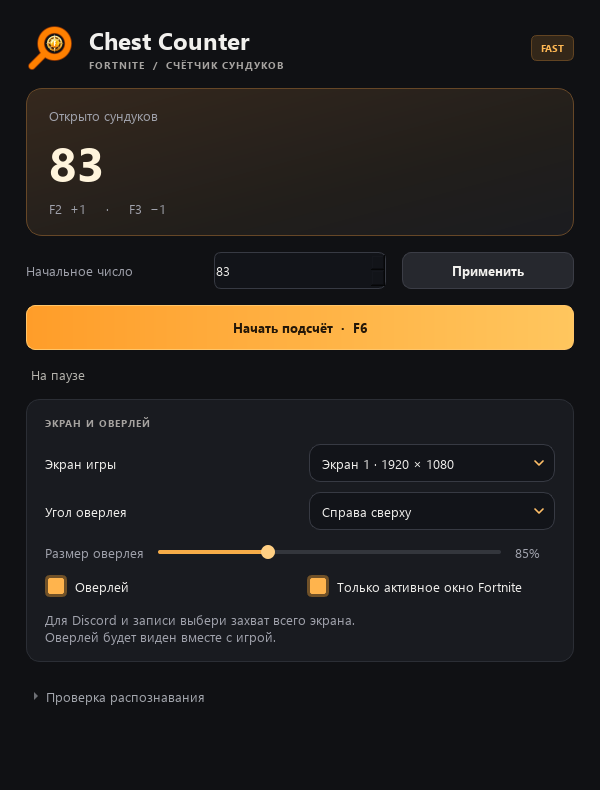 Chest Counter
FORTNITE / СЧЁТЧИК СУНДУКОВ
FAST
Открыто сундуков
83
F2 +1 · F3 −1
Начальное число
83
Применить
Начать подсчёт · F6
На паузе
ЭКРАН И ОВЕРЛЕЙ
Экран игры
Экран 1 · 1920 × 1080
Угол оверлея
Справа сверху
Размер оверлея
85%
Оверлей
Только активное окно Fortnite
Для Discord и записи выбери захват всего экрана.
Оверлей будет виден вместе с игрой.
Проверка распознавания